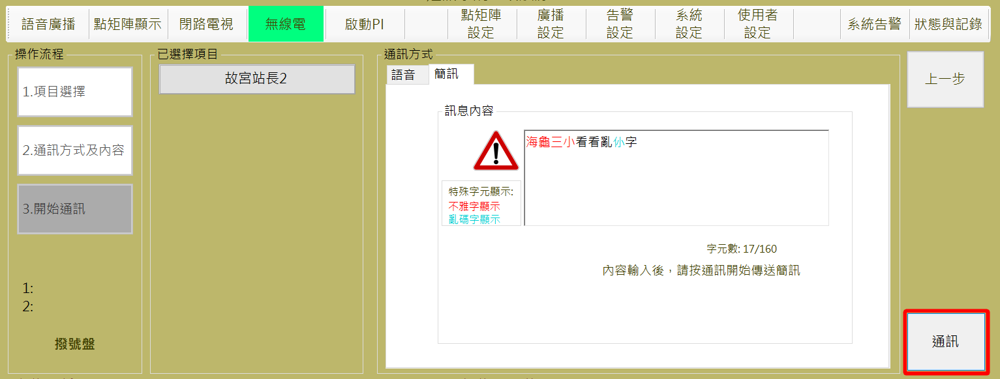 語音廣播 點矩陣顯示 閉路電視 無線電 啟動PI 點矩陣設定 廣播設定 告警設定 系統設定 使用者設定 系統告警 狀態與記錄
操作流程
1.項目選擇
2.通訊方式及內容
3.開始通訊
1:
2:
撥號盤
已選擇項目
故宮站長2
通訊方式
語音 簡訊
訊息內容
海龜三小看看亂伱字
特殊字元顯示:
不雅字顯示
亂碼字顯示
字元數: 17/160
內容輸入後，請按通訊開始傳送簡訊
上一步
通訊